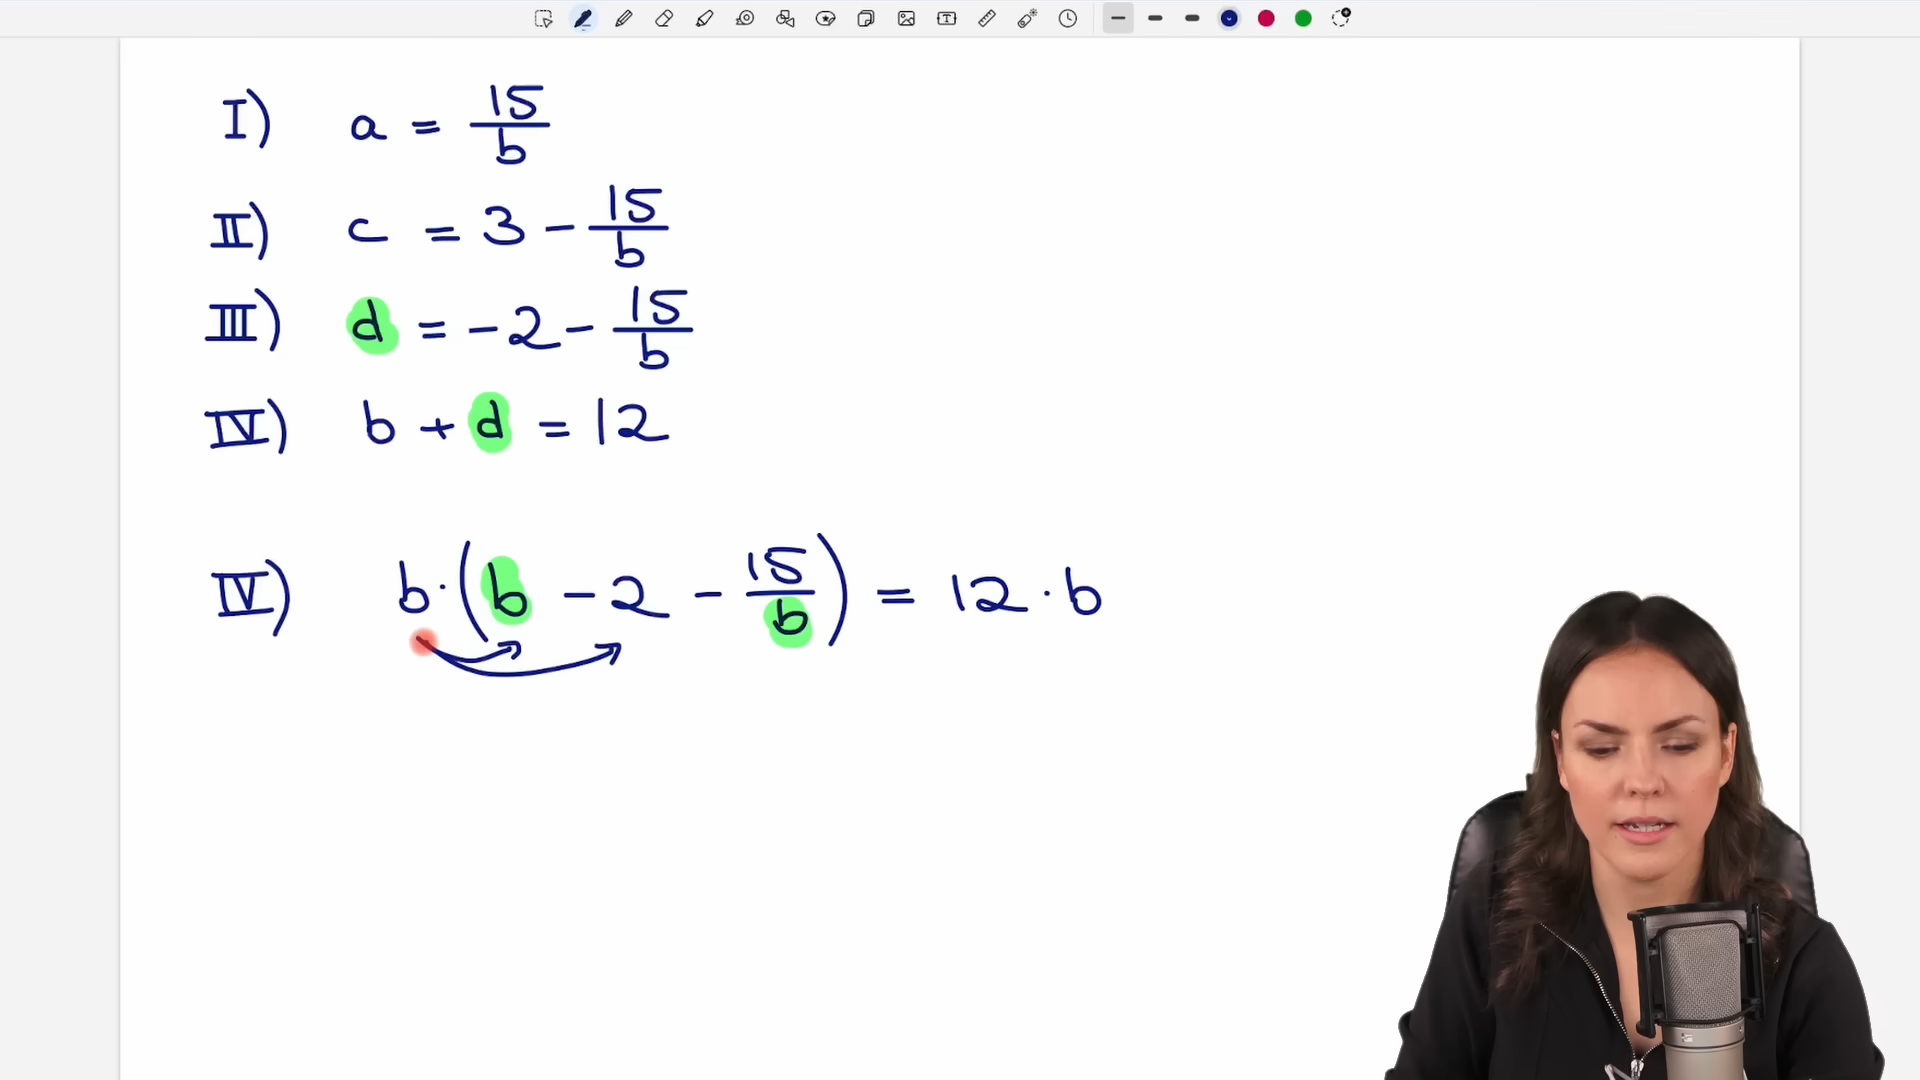 I) a = 15/b
II) c = 3 - 15/b
III) d = -2 - 15/b
IV) b + d = 12
IV) b · (b - 2 - 15/b) = 12 · b